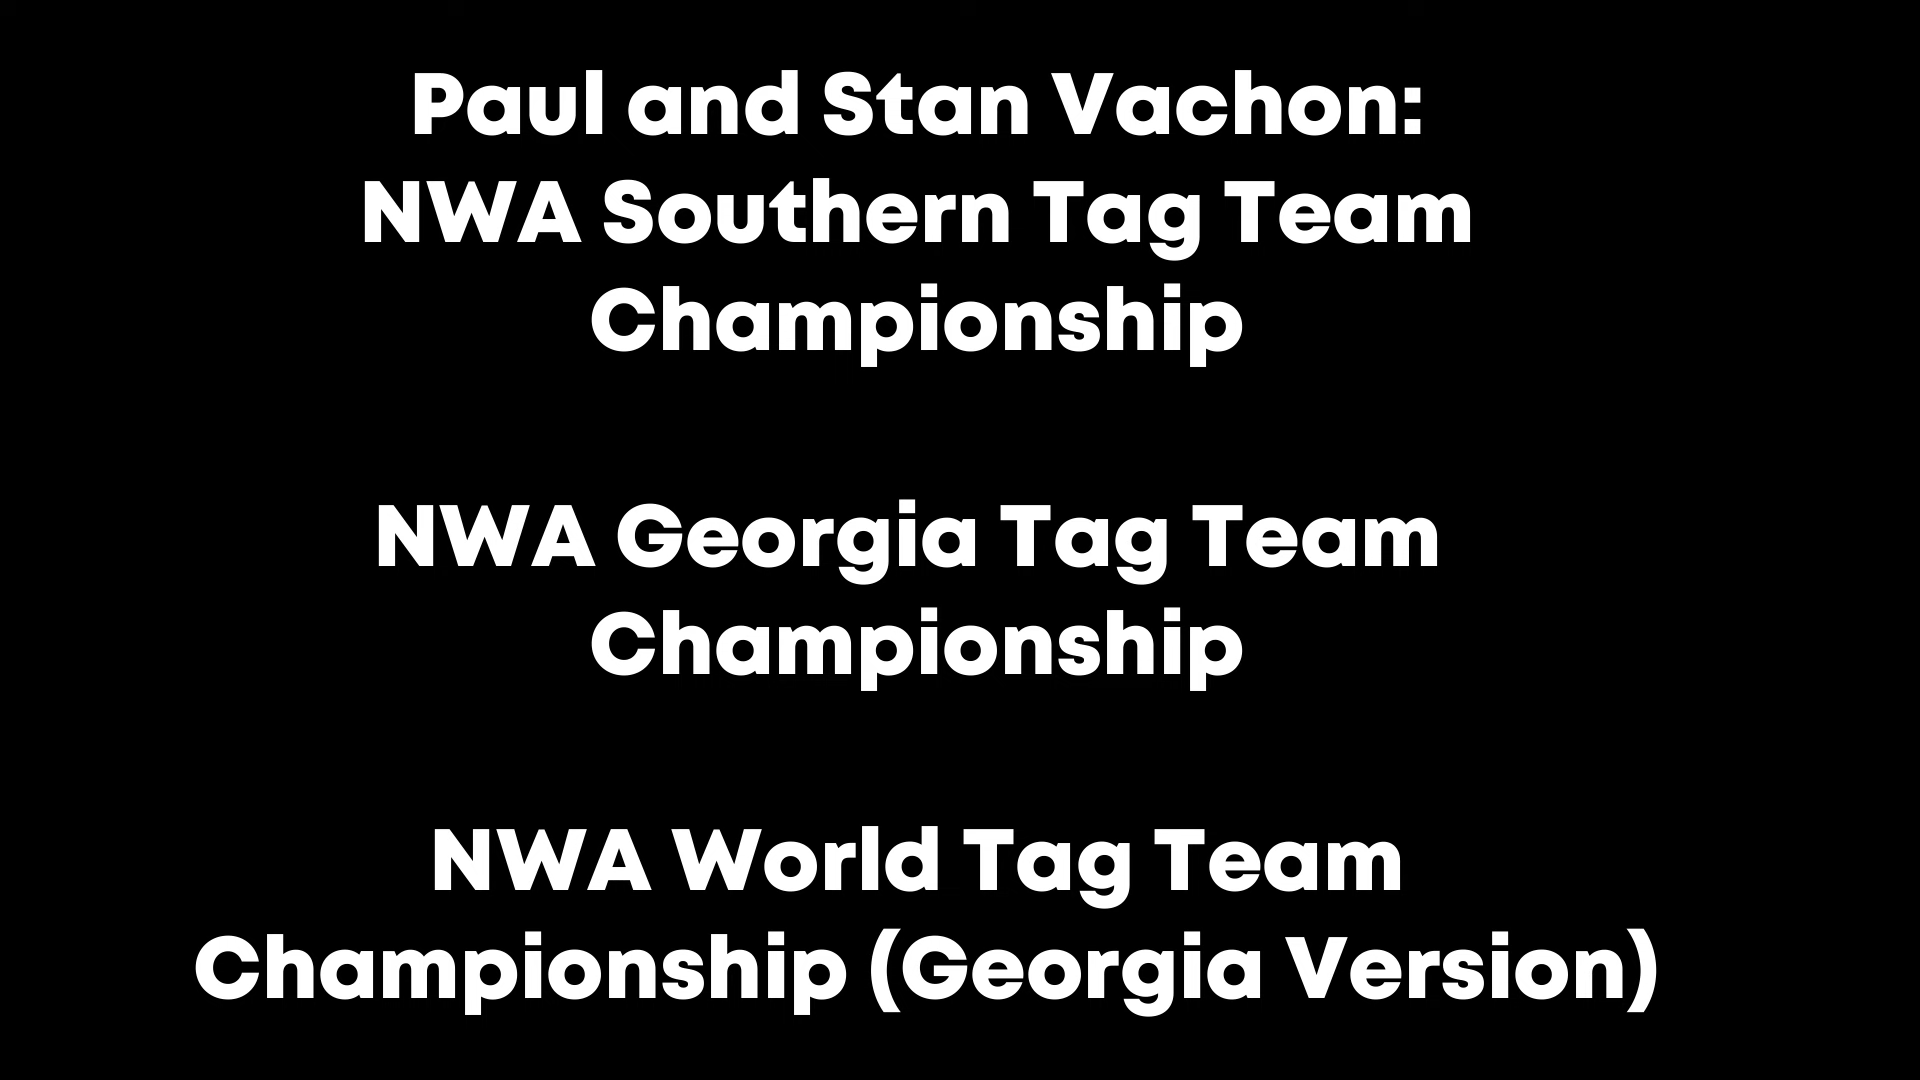 Paul and Stan Vachon:
NWA Southern Tag Team
Championship
NWA Georgia Tag Team
Championship
NWA World Tag Team
Championship (Georgia Version)